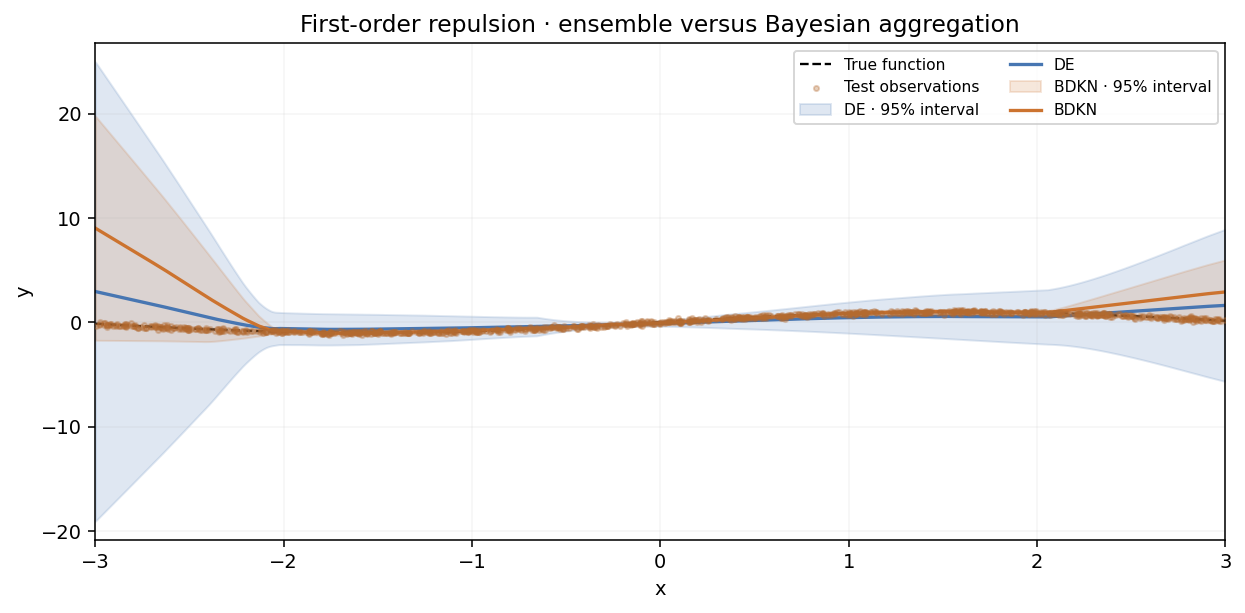 First-order repulsion · ensemble versus Bayesian aggregation
True function
Test observations
DE · 95% interval
DE
BDKN · 95% interval
BDKN
y
20
10
0
−10
−20
−3
−2
−1
0
1
2
3
x